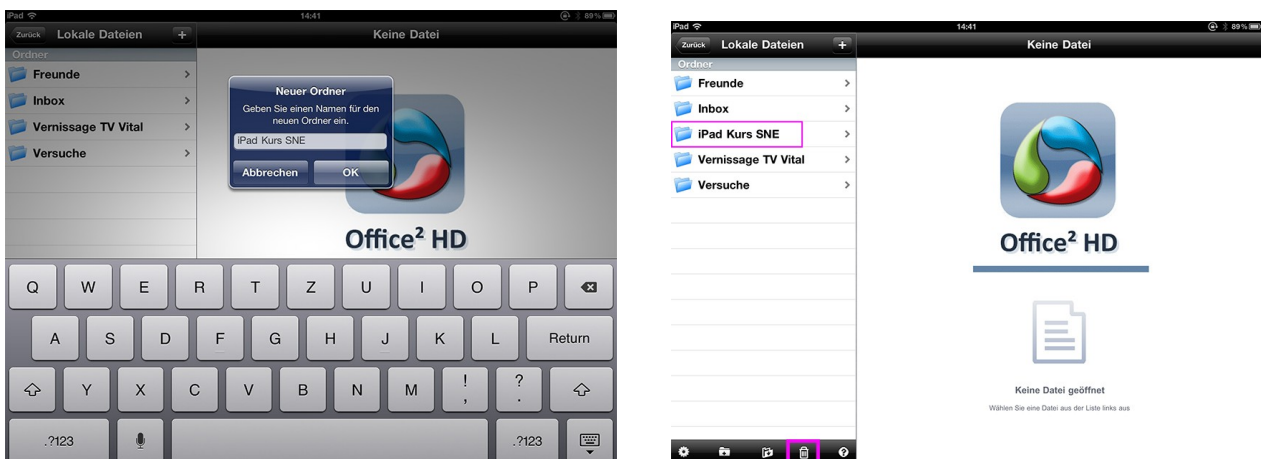 iPad 14:41 89%
Zurück Lokale Dateien + Keine Datei
Ordner
Freunde
Inbox
Vernissage TV Vital
Versuche
Neuer Ordner
Geben Sie einen Namen für den
neuen Ordner ein.
iPad Kurs SNE
Abbrechen OK
Office² HD
Q W E R T Z U I O P
A S D F G H J K L Return
Y X C V B N M ! , ? .
.?123 .?123
iPad 14:41 89%
Zurück Lokale Dateien + Keine Datei
Ordner
Freunde
Inbox
iPad Kurs SNE
Vernissage TV Vital
Versuche
Office² HD
Keine Datei geöffnet
Wählen Sie eine Datei aus der Liste links aus
?